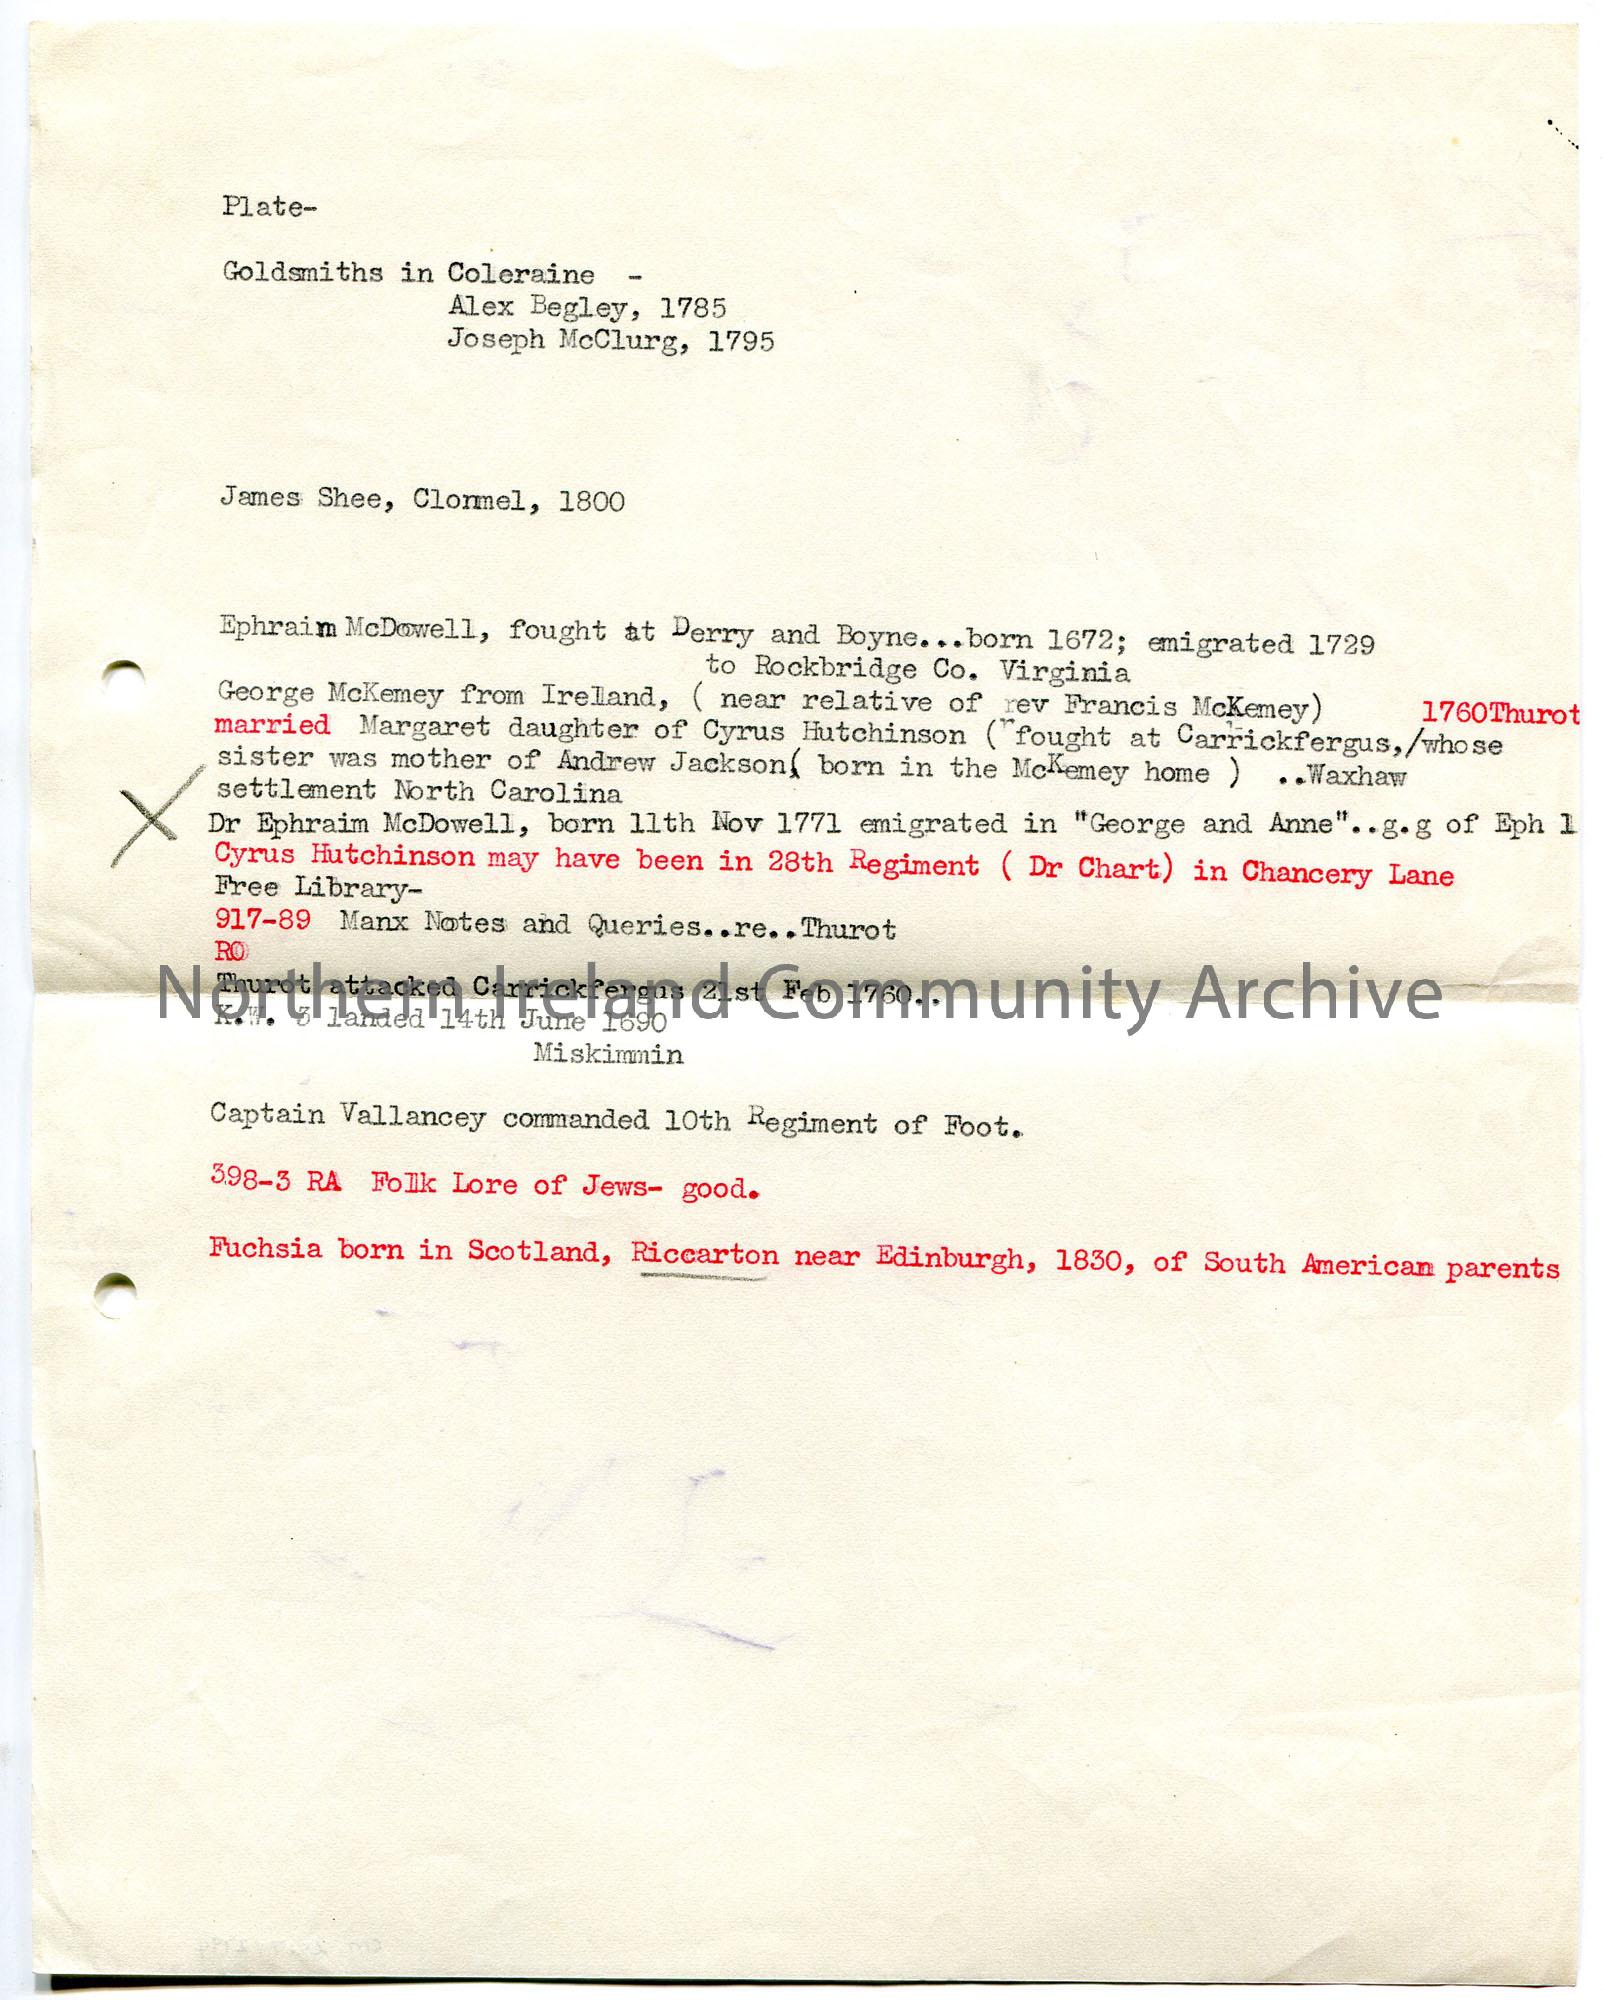 Plate-
Goldsmiths in Coleraine -
Alex Begley, 1785
Joseph McClurg, 1795
James Shee, Clonmel, 1800
Ephraim McDowell, fought at Derry and Boyne...born 1672; emigrated 1729
to Rockbridge Co. Virginia
George McKemey from Ireland, ( near relative of rev Francis McKemey) 1760Thurot
married Margaret daughter of Cyrus Hutchinson ( fought at Carrickfergus,/whose
sister was mother of Andrew Jackson( born in the McKemey home ) ..Waxhaw
settlement North Carolina
Dr Ephraim McDowell, born 11th Nov 1771 emigrated in "George and Anne"..g.g of Eph 1
Cyrus Hutchinson may have been in 28th Regiment ( Dr Chart) in Chancery Lane
Free Library-
917-89 Manx Notes and Queries..re..Thurot
RO
Thurot attacked Carrickfergus 21st Feb 1760..
Northern Ireland Community Archive
K.W. 3 landed 14th June 1690
Miskimmin
Captain Vallancey commanded 10th Regiment of Foot.
398-3 RA Folk Lore of Jews- good.
Fuchsia born in Scotland, Riccarton near Edinburgh, 1830, of South American parents